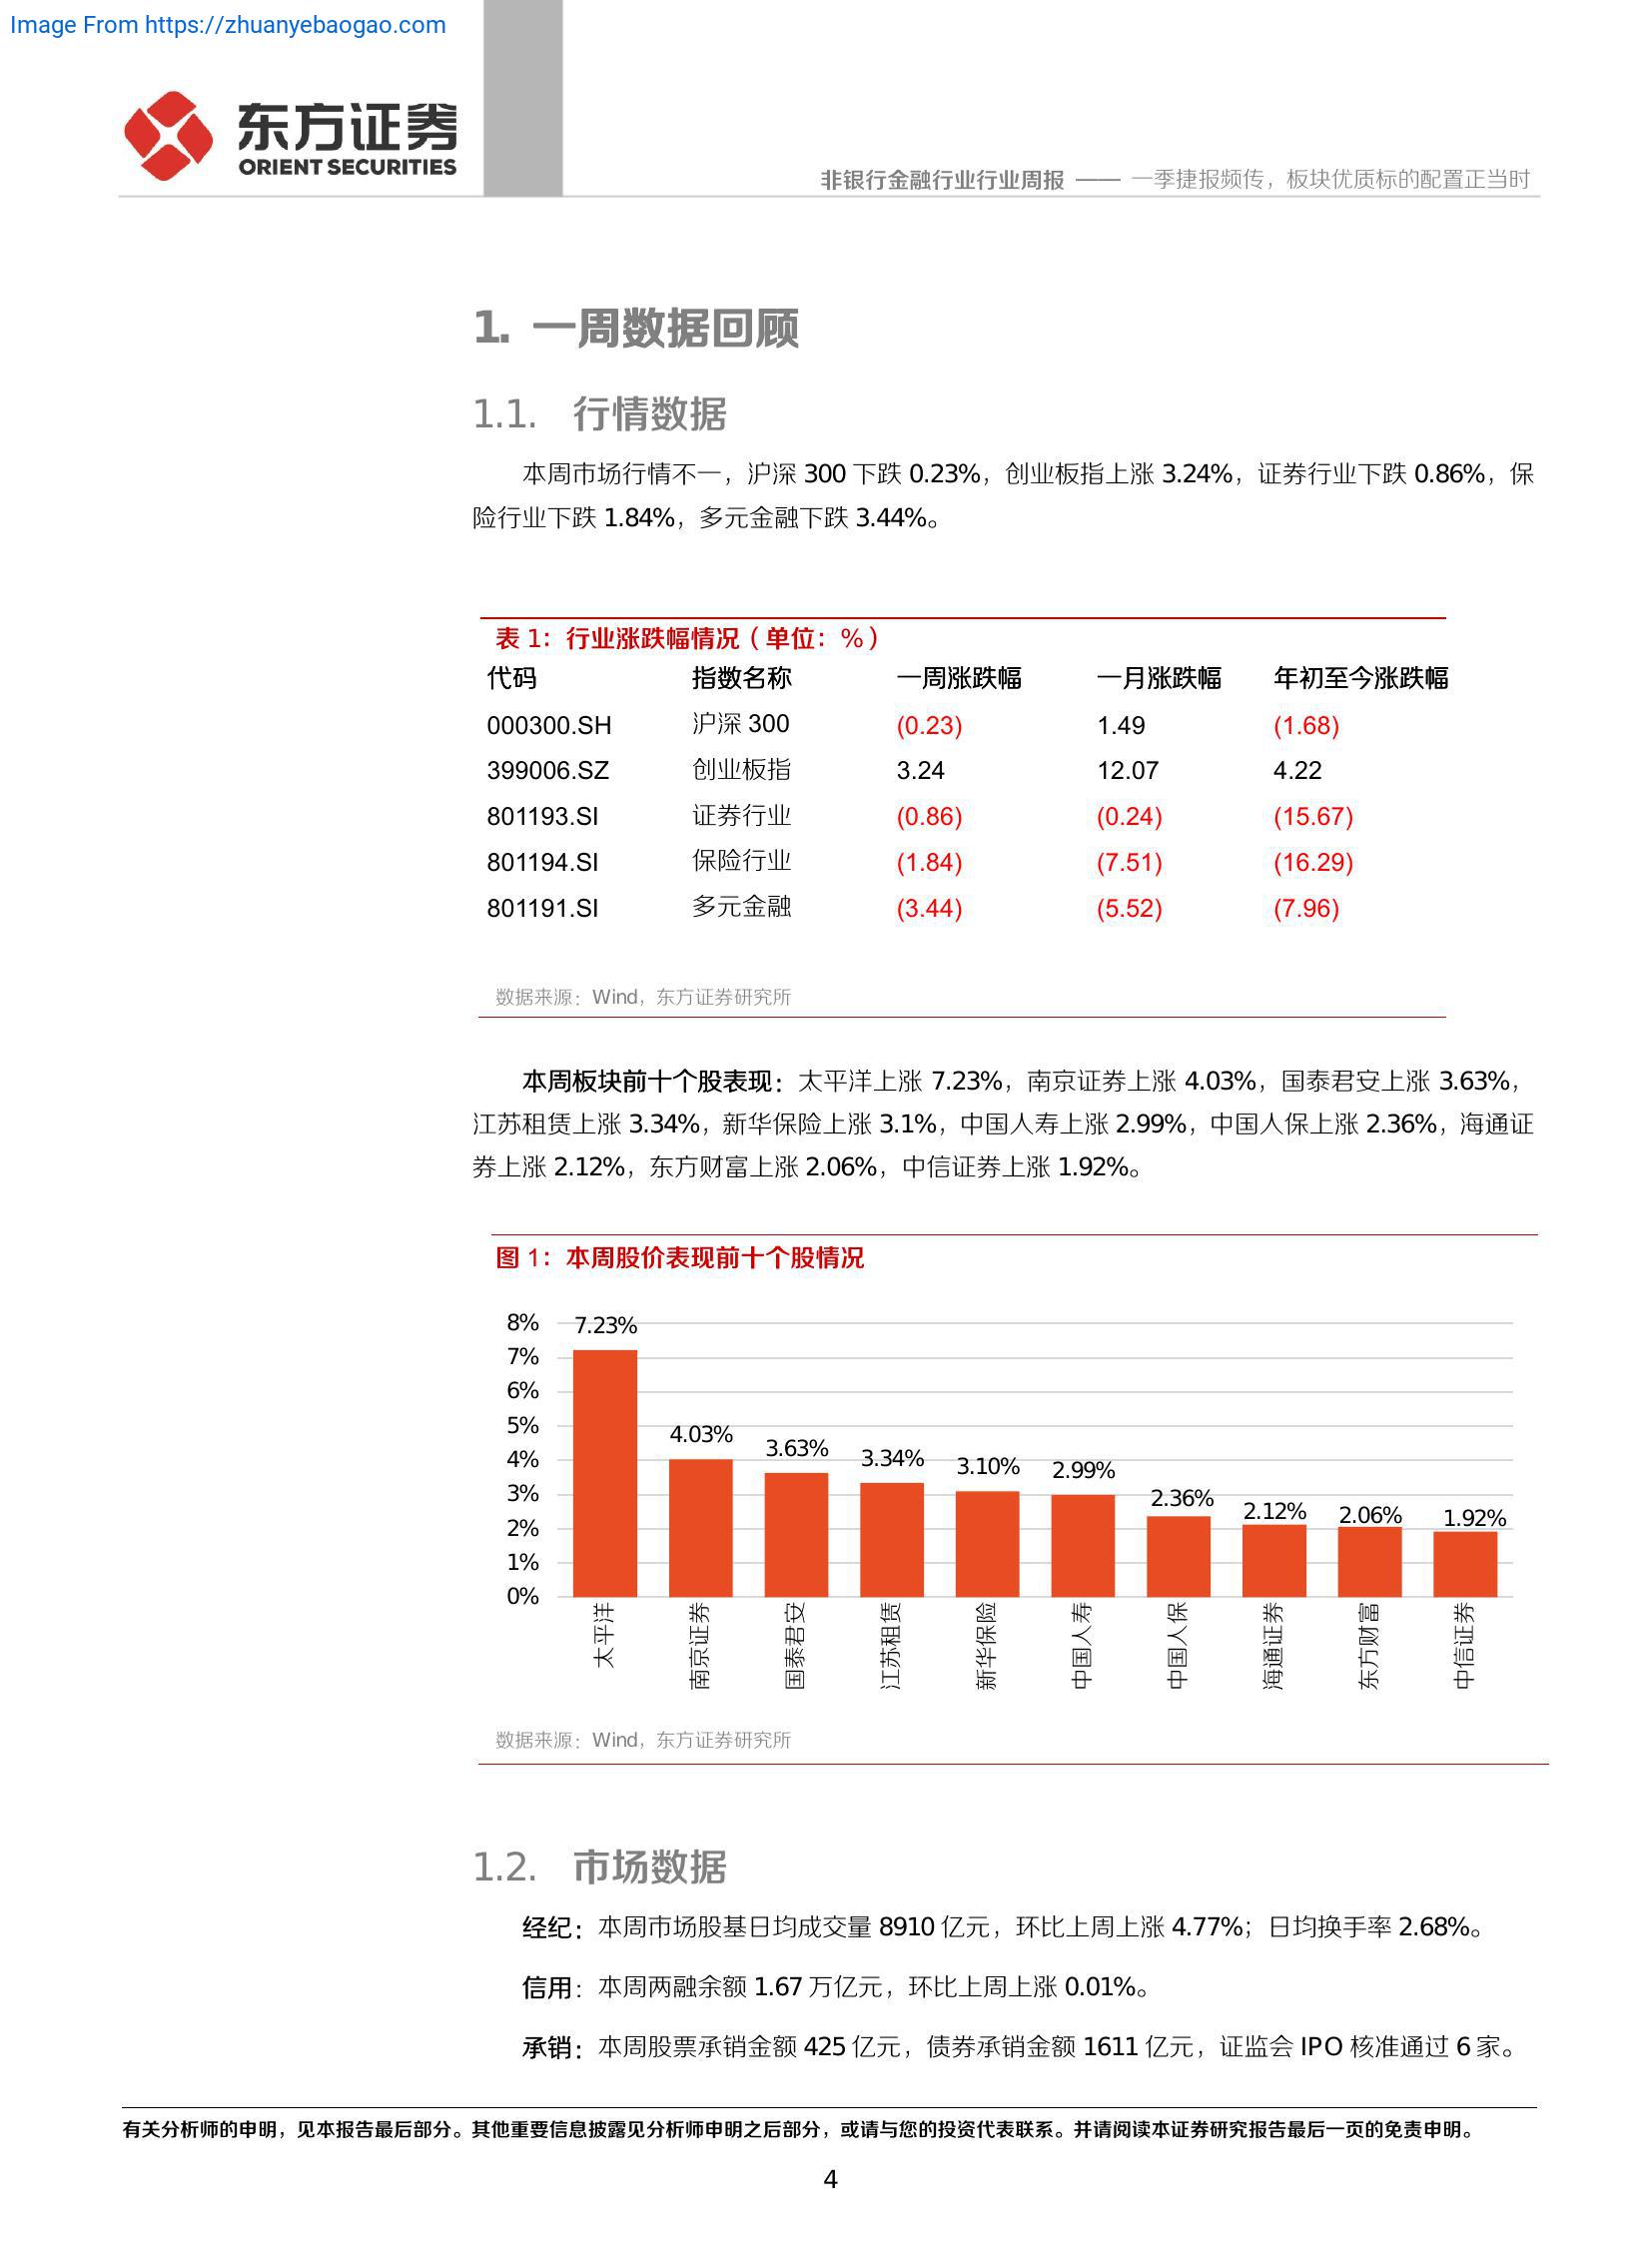 Image From https://zhuanyebaogao.com
东方证券
ORIENT SECURITIES
非银行金融行业行业周报 —— 一季捷报频传，板块优质标的配置正当时
1. 一周数据回顾
1.1. 行情数据
本周市场行情不一，沪深 300 下跌 0.23%，创业板指上涨 3.24%，证券行业下跌 0.86%，保
险行业下跌 1.84%，多元金融下跌 3.44%。
表 1：行业涨跌幅情况（单位：%）
代码 指数名称 一周涨跌幅 一月涨跌幅 年初至今涨跌幅
000300.SH 沪深 300 (0.23) 1.49 (1.68)
399006.SZ 创业板指 3.24 12.07 4.22
801193.SI 证券行业 (0.86) (0.24) (15.67)
801194.SI 保险行业 (1.84) (7.51) (16.29)
801191.SI 多元金融 (3.44) (5.52) (7.96)
数据来源：Wind，东方证券研究所
本周板块前十个股表现：太平洋上涨 7.23%，南京证券上涨 4.03%，国泰君安上涨 3.63%，
江苏租赁上涨 3.34%，新华保险上涨 3.1%，中国人寿上涨 2.99%，中国人保上涨 2.36%，海通证
券上涨 2.12%，东方财富上涨 2.06%，中信证券上涨 1.92%。
图 1：本周股价表现前十个股情况
8%
7%
6%
5%
4%
3%
2%
1%
0%
7.23%
4.03%
3.63%
3.34%
3.10%
2.99%
2.36%
2.12%
2.06%
1.92%
太平洋
南京证券
国泰君安
江苏租赁
新华保险
中国人寿
中国人保
海通证券
东方财富
中信证券
数据来源：Wind，东方证券研究所
1.2. 市场数据
经纪：本周市场股基日均成交量 8910 亿元，环比上周上涨 4.77%；日均换手率 2.68%。
信用：本周两融余额 1.67 万亿元，环比上周上涨 0.01%。
承销：本周股票承销金额 425 亿元，债券承销金额 1611 亿元，证监会 IPO 核准通过 6 家。
有关分析师的申明，见本报告最后部分。其他重要信息披露见分析师申明之后部分，或请与您的投资代表联系。并请阅读本证券研究报告最后一页的免责申明。
4